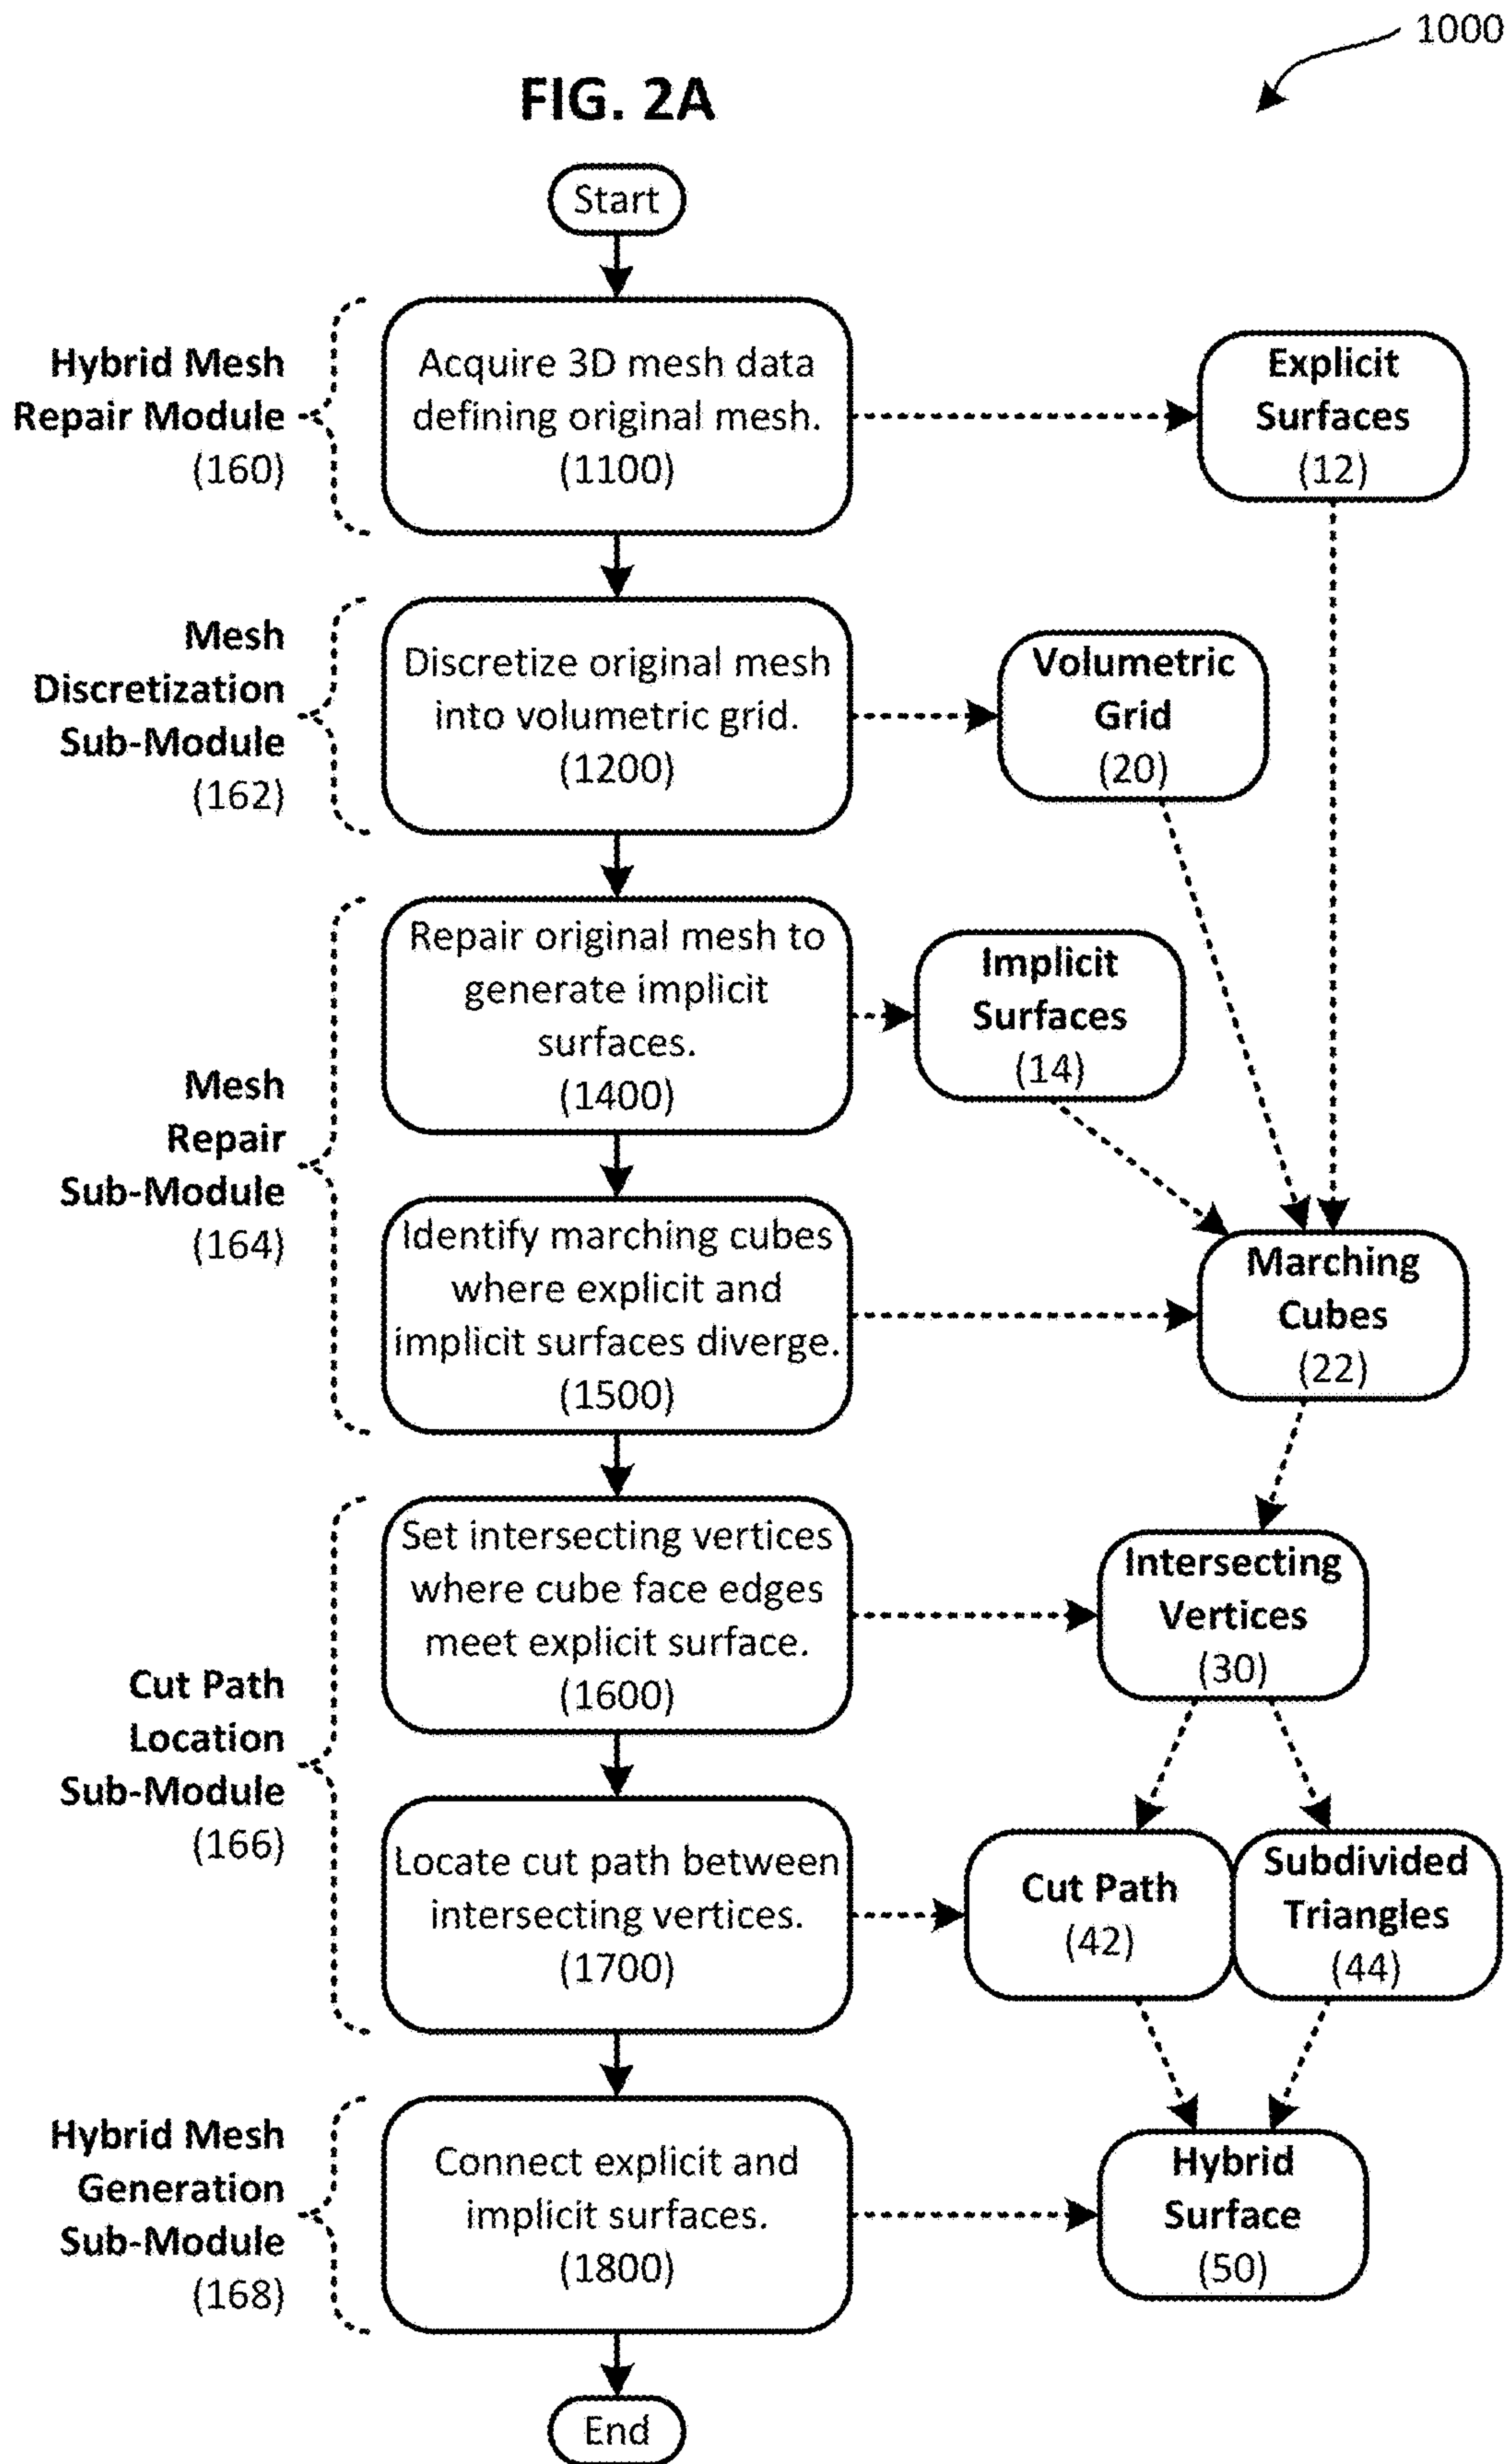 1000
FIG. 2A
Start
Hybrid Mesh
Repair Module
(160)
Acquire 3D mesh data
defining original mesh.
(1100)
Explicit
Surfaces
(12)
Mesh
Discretization
Sub-Module
(162)
Discretize original mesh
into volumetric grid.
(1200)
Volumetric
Grid
(20)
Mesh
Repair
Sub-Module
(164)
Repair original mesh to
generate implicit
surfaces.
(1400)
Implicit
Surfaces
(14)
Identify marching cubes
where explicit and
implicit surfaces diverge.
(1500)
Marching
Cubes
(22)
Cut Path
Location
Sub-Module
(166)
Set intersecting vertices
where cube face edges
meet explicit surface.
(1600)
Intersecting
Vertices
(30)
Locate cut path between
intersecting vertices.
(1700)
Cut Path
(42)
Subdivided
Triangles
(44)
Hybrid Mesh
Generation
Sub-Module
(168)
Connect explicit and
implicit surfaces.
(1800)
Hybrid
Surface
(50)
End